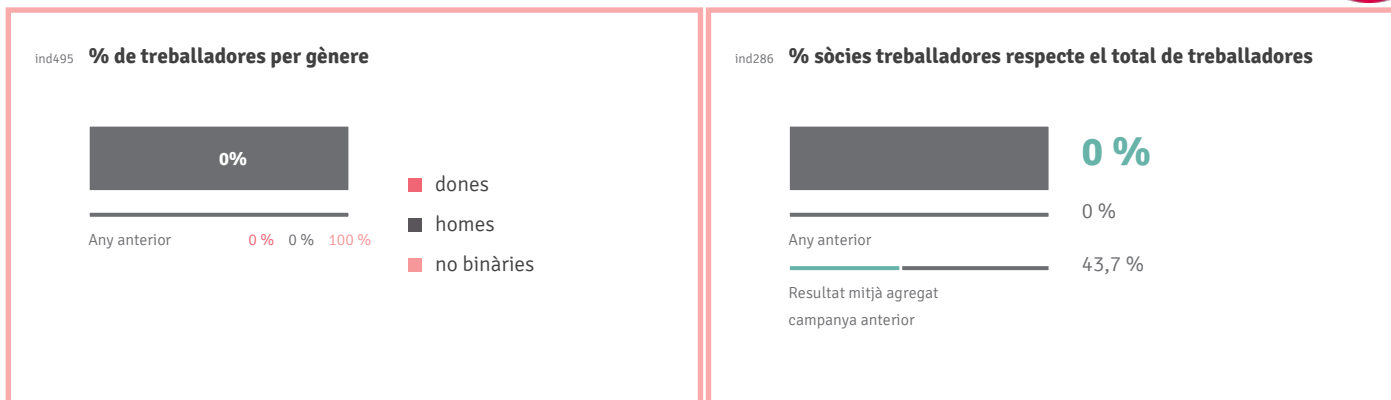 ind495 % de treballadores per gènere
0%
Any anterior 0 % 0 % 100 %
dones
homes
no binàries
ind286 % sòcies treballadores respecte el total de treballadores
0 %
0 %
Any anterior
43,7 %
Resultat mitjà agregat
campanya anterior